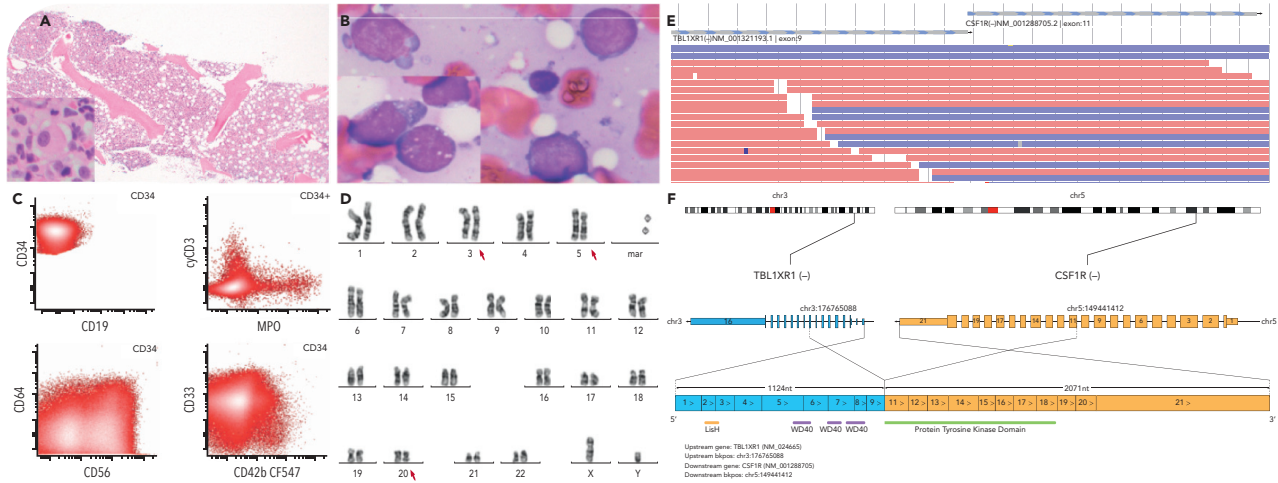 A
B
C
CD34
CD34
CD19
CD34+
cyCD3
MPO
CD34
CD64
CD56
CD34
CD33
CD42b CF547
D
1 2 3 4 5 mar
6 7 8 9 10 11 12
13 14 15 16 17 18
19 20 21 22 X Y
E
CSF1R(-)NM_001288705.2 | exon:11
TBL1XR1(-)NM_001321193.1 | exon:9
F
chr3 chr5
TBL1XR1 (–) CSF1R (–)
chr3:176765088 chr5:149441412
chr3 16 21 19 17 14 11 9 6 3 2 1 chr5
1124nt 2071nt
1 > 2 > 3 > 4 > 5 > 6 > 7 > 8 > 9 > 11 > 12 > 13 > 14 > 15 > 16 > 17 > 18 > 19 > 20 > 21 >
5' 3'
LisH WD40 WD40 WD40 Protein Tyrosine Kinase Domain
Upstream gene: TBL1XR1 (NM_024665)
Upstream bkpos: chr3:176765088
Downstream gene: CSF1R (NM_001288705)
Downstream bkpos: chr5:149441412